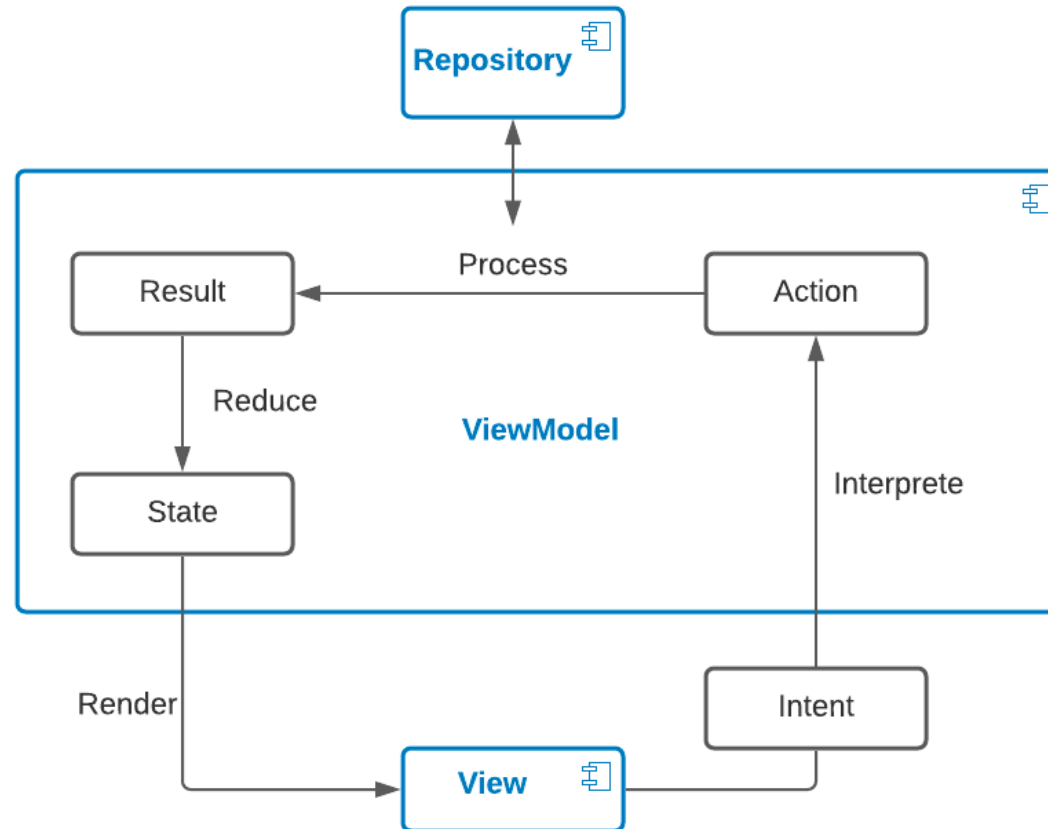 Repository
Process
Result
Action
Reduce
ViewModel
Interprete
State
Render
Intent
View